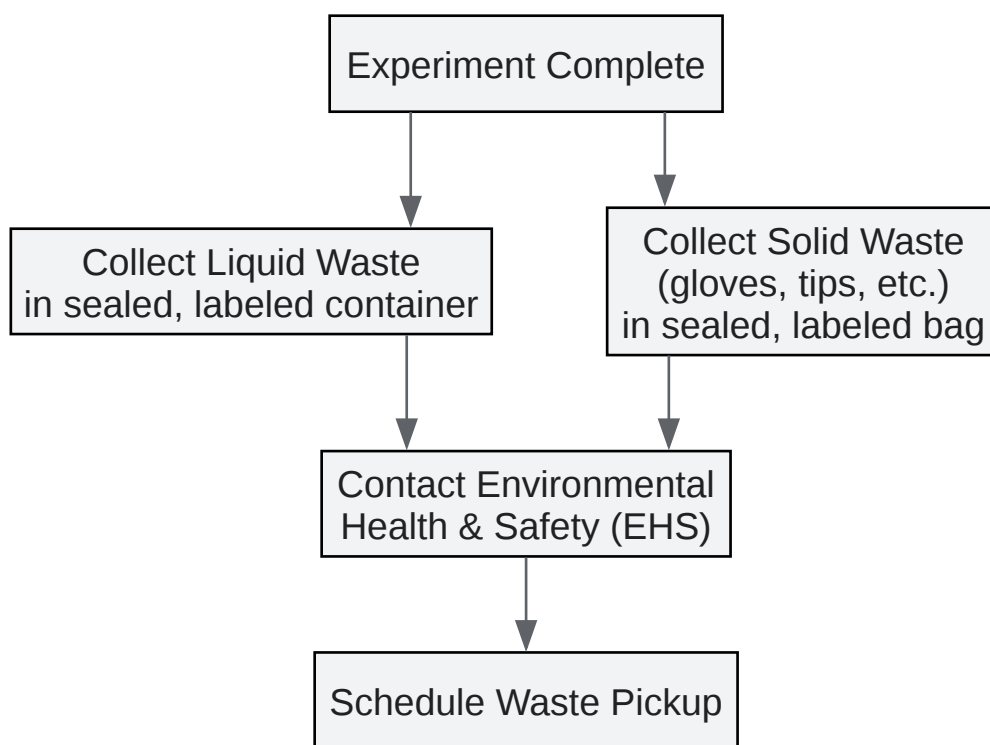 Experiment Complete
Collect Liquid Waste
in sealed, labeled container
Collect Solid Waste
(gloves, tips, etc.)
in sealed, labeled bag
Contact Environmental
Health & Safety (EHS)
Schedule Waste Pickup